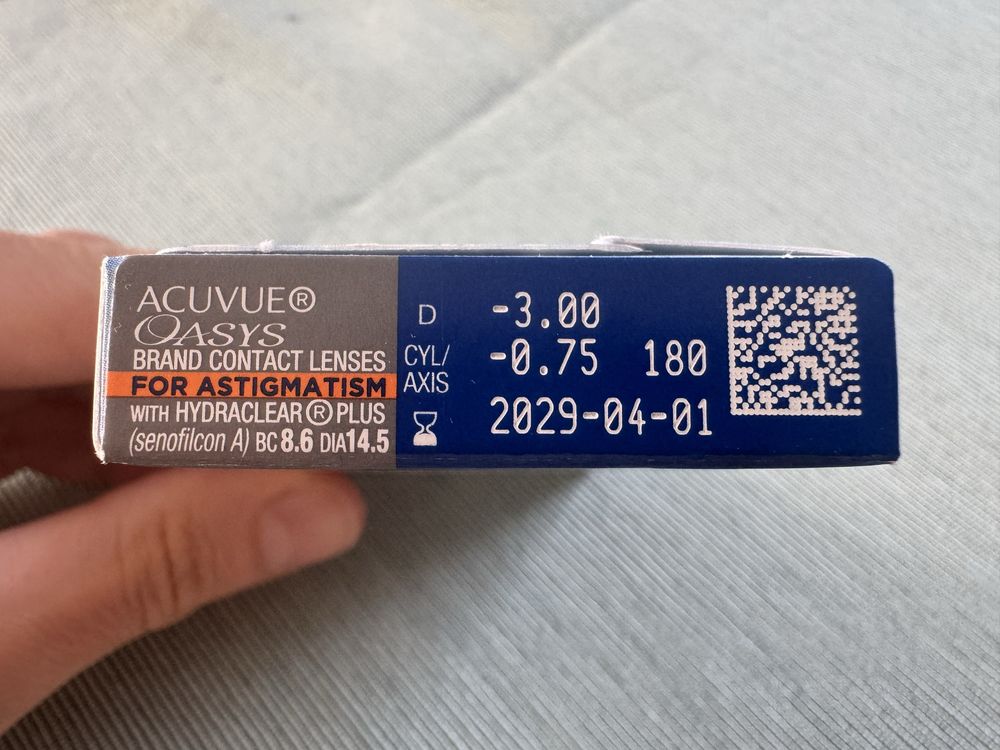 ACUVUE®
OASYS
BRAND CONTACT LENSES
FOR ASTIGMATISM
WITH HYDRACLEAR® PLUS
(senofilcon A) BC 8.6 DIA 14.5
D -3.00
CYL/AXIS -0.75 180
2029-04-01